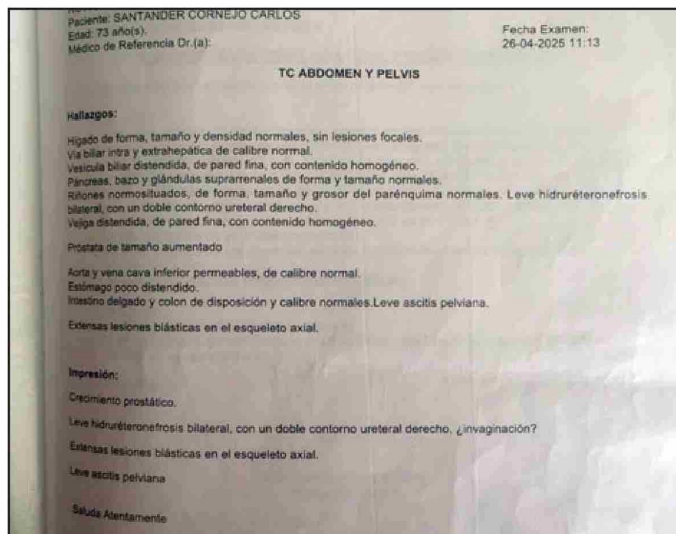 Paciente: SANTANDER CORNEJO CARLOS
Edad: 73 año(s).
Médico de Referencia Dr.(a):
Fecha Examen:
26-04-2025 11:13
TC ABDOMEN Y PELVIS
Hallazgos:
Hígado de forma, tamaño y densidad normales, sin lesiones focales.
Vía biliar intra y extrahepática de calibre normal.
Vesícula biliar distendida, de pared fina, con contenido homogéneo.
Páncreas, bazo y glándulas suprarrenales de forma y tamaño normales.
Riñones normosituados, de forma, tamaño y grosor del parénquima normales. Leve hidruréteronefrosis
bilateral, con un doble contorno ureteral derecho.
Vejiga distendida, de pared fina, con contenido homogéneo.
Próstata de tamaño aumentado
Aorta y vena cava inferior permeables, de calibre normal.
Estómago poco distendido.
Intestino delgado y colon de disposición y calibre normales.Leve ascitis pelviana.
Extensas lesiones blásticas en el esqueleto axial.
Impresión:
Crecimiento prostático.
Leve hidruréteronefrosis bilateral, con un doble contorno ureteral derecho, ¿invaginación?
Extensas lesiones blásticas en el esqueleto axial.
Leve ascitis pelviana
Saluda Atentamente